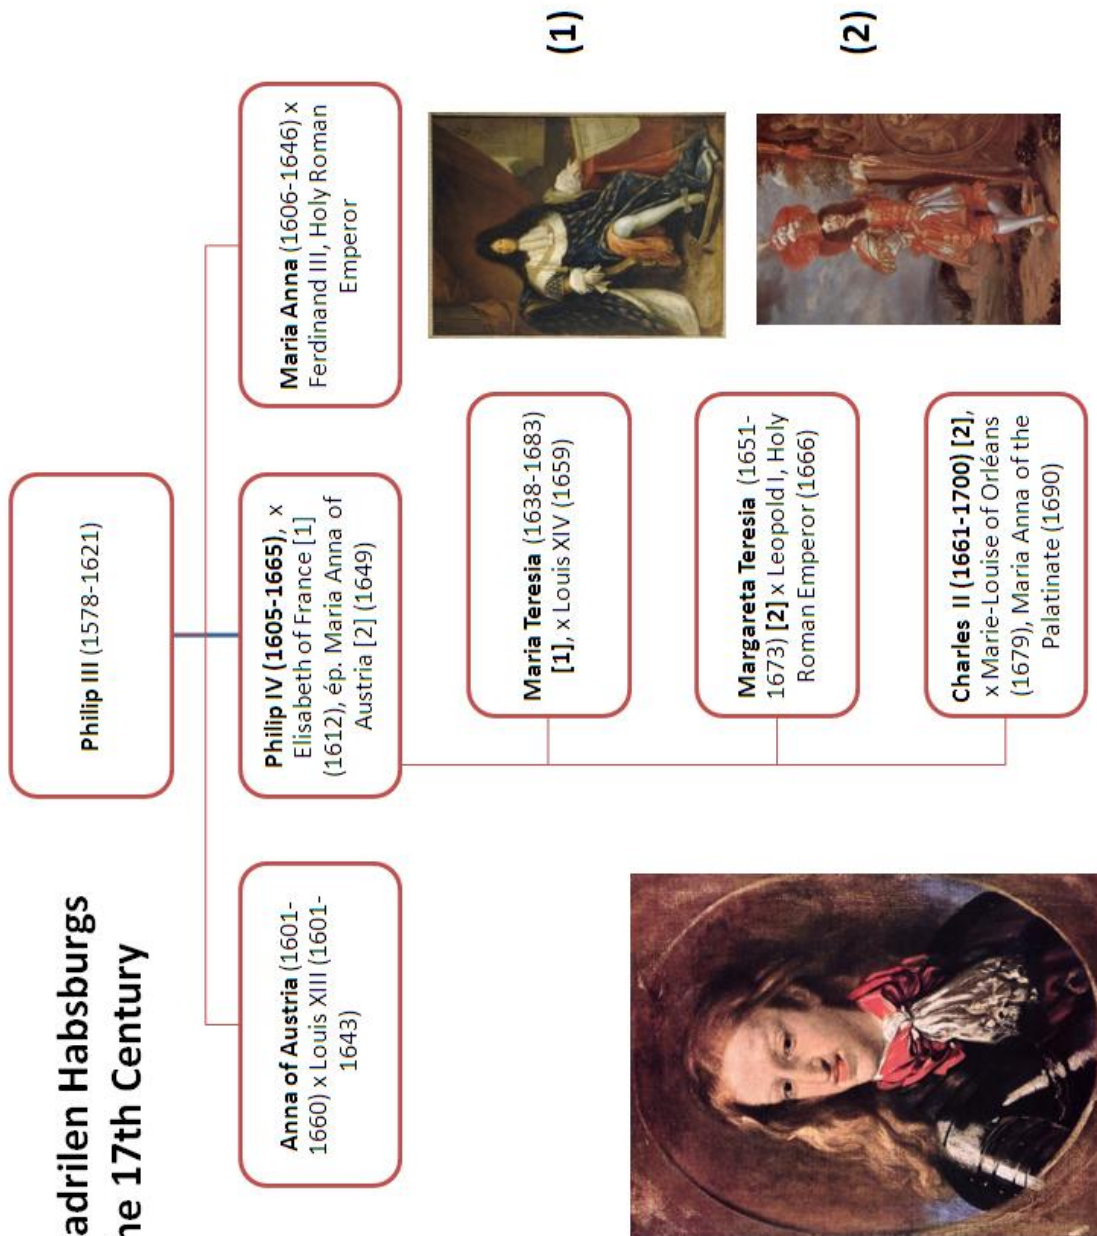 adrilen Habsburgs
ne 17th Century
Philip III (1578-1621)
Anna of Austria (1601-
1660) x Louis XIII (1601-
1643)
Philip IV (1605-1665), x
Elisabeth of France [1]
(1612), ép. Maria Anna of
Austria [2] (1649)
Maria Anna (1606-1646) x
Ferdinand III, Holy Roman
Emperor
Maria Teresia (1638-1683)
[1], x Louis XIV (1659)
Margareta Teresia (1651-
1673) [2] x Leopold I, Holy
Roman Emperor (1666)
Charles II (1661-1700) [2],
x Marie-Louise of Orléans
(1679), Maria Anna of the
Palatinate (1690)
(1)
(2)